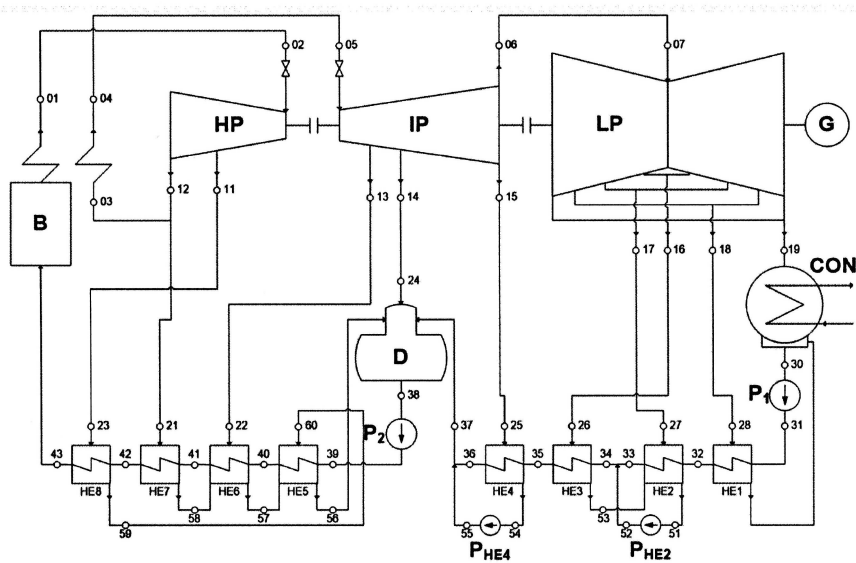 02 05 06 07
01 04
HP IP LP G
12 11 13 14 15
03
B
17 16 18 19
CON
24
D
30
38
P1
23 21 22 60 P2 37 25 26 27 28 31
43 42 41 40 39 36 35 34 33 32
HE8 HE7 HE6 HE5 HE4 HE3 HE2 HE1
58 57 56 53
59 55 54 52 51
PHE4 PHE2